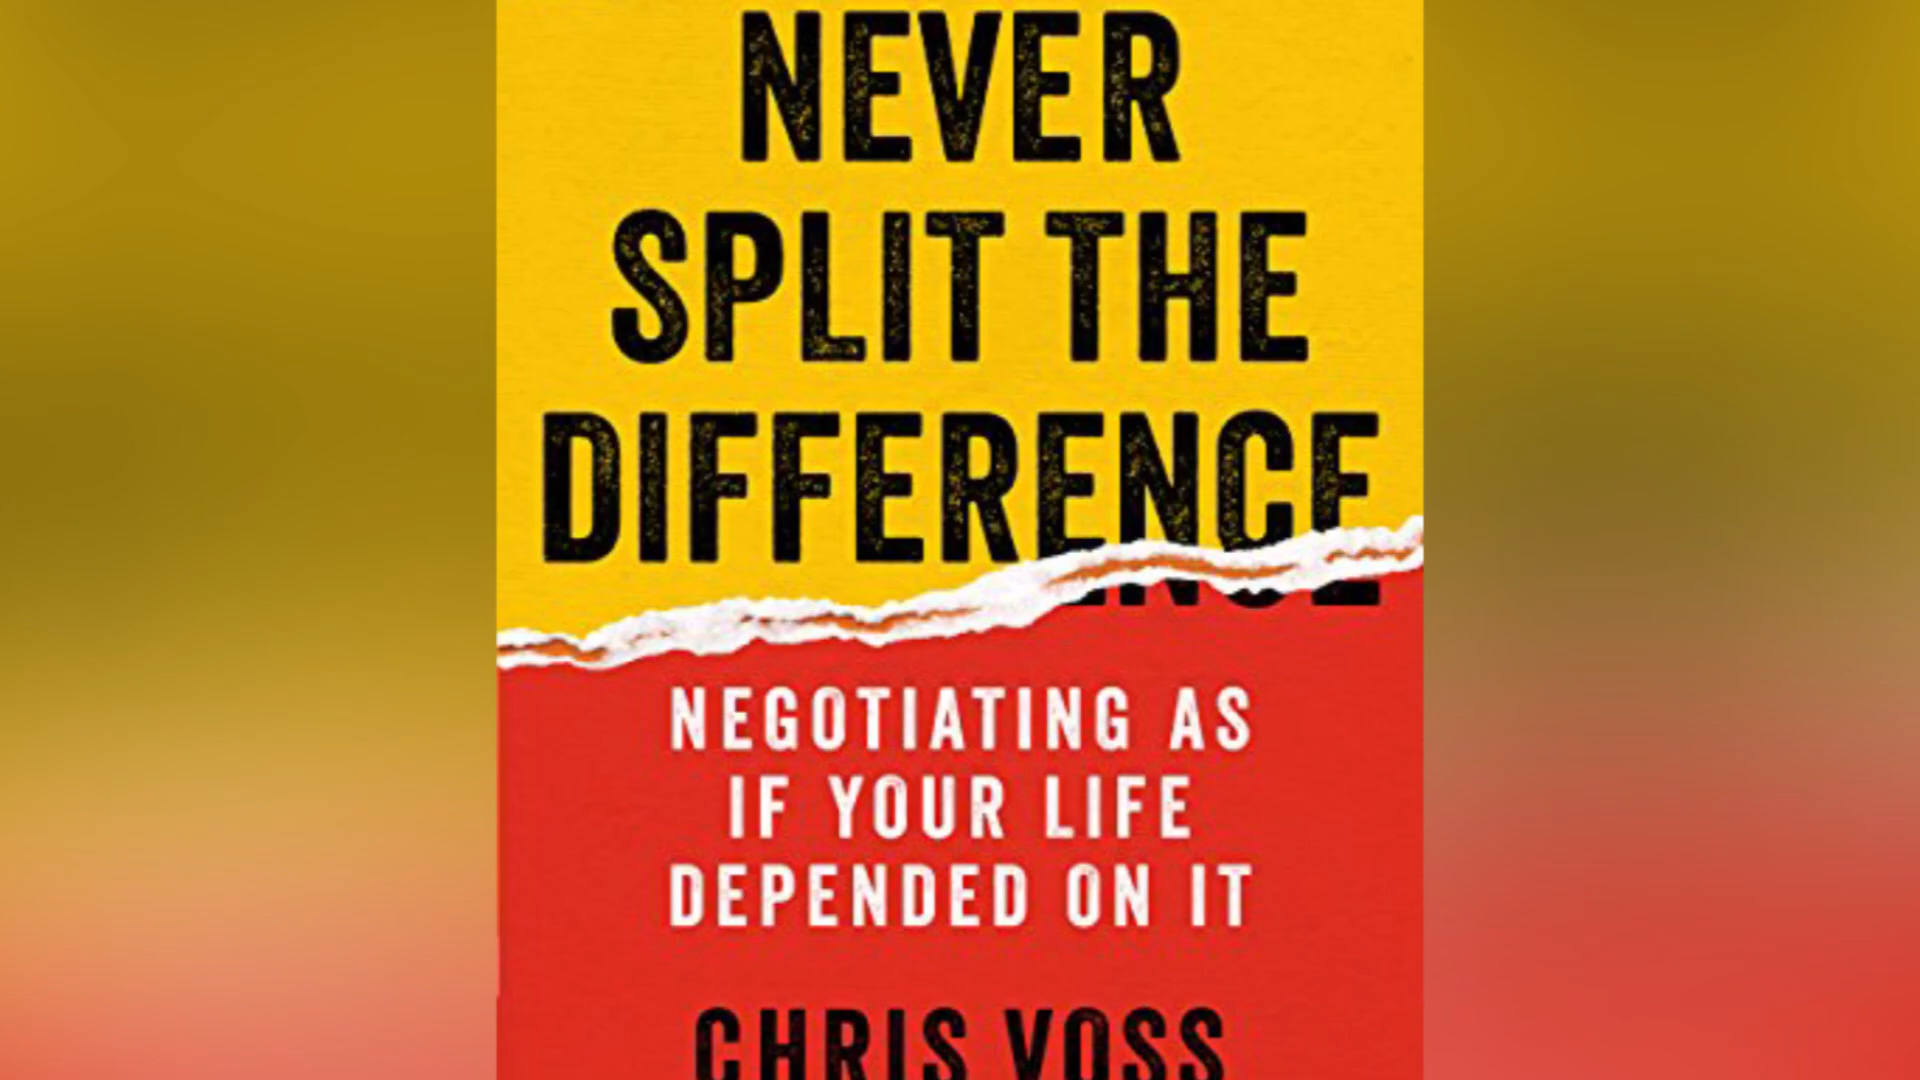 NEVER
SPLIT THE
DIFFERENCE
NEGOTIATING AS
IF YOUR LIFE
DEPENDED ON IT
CHRIS VOSS